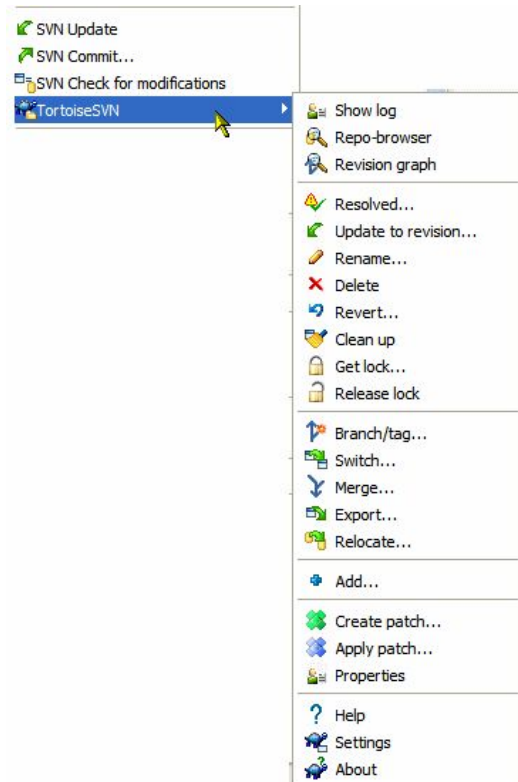 SVN Update
SVN Commit...
SVN Check for modifications
TortoiseSVN
Show log
Repo-browser
Revision graph
Resolved...
Update to revision...
Rename...
Delete
Revert...
Clean up
Get lock...
Release lock
Branch/tag...
Switch...
Merge...
Export...
Relocate...
Add...
Create patch...
Apply patch...
Properties
Help
Settings
About